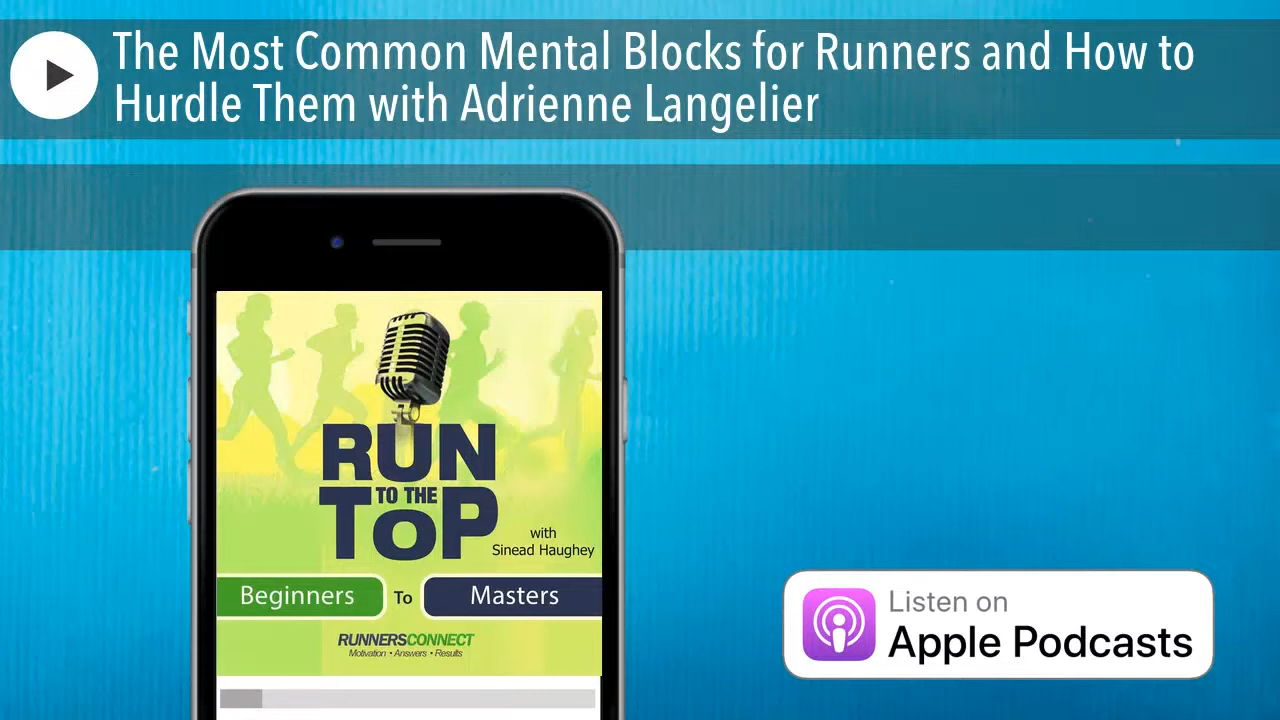 The Most Common Mental Blocks for Runners and How to
Hurdle Them with Adrienne Langelier
RUN
TO THE
ToP
with
Sinead Haughey
Beginners To Masters
RUNNERSCONNECT
Motivation • Answers • Results
Listen on
Apple Podcasts